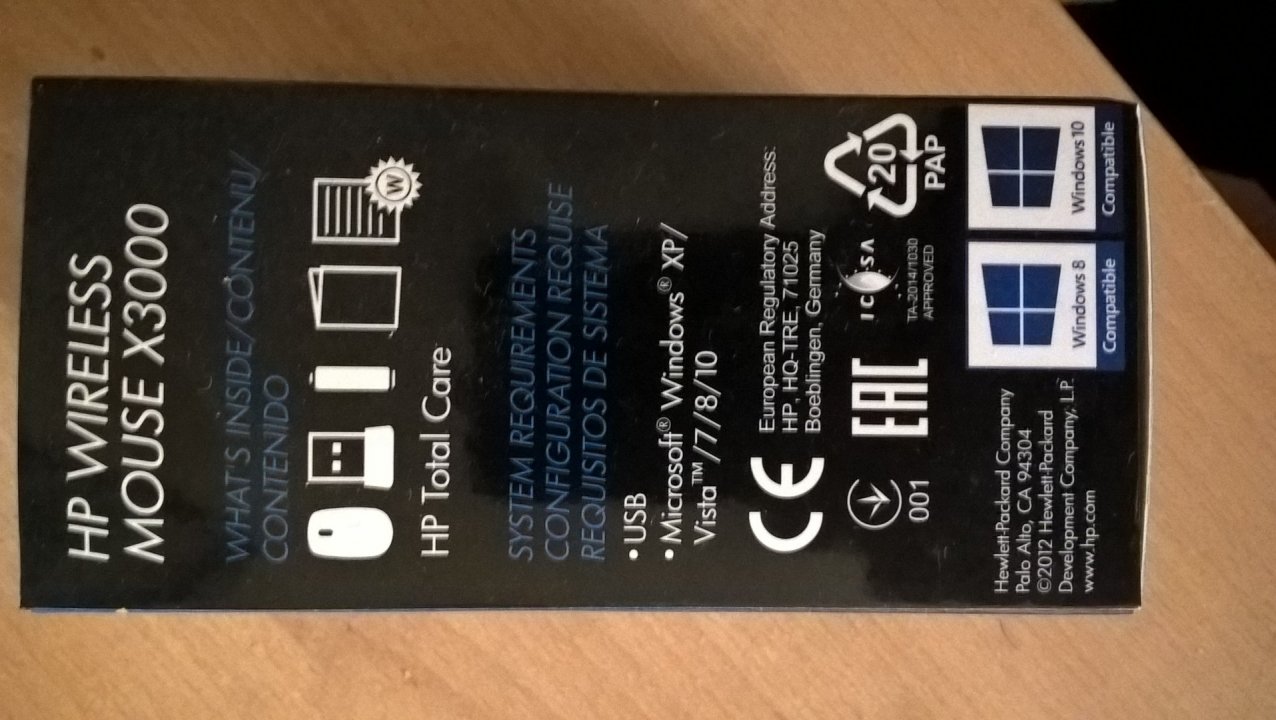 HP WIRELESS
MOUSE X3000
WHAT'S INSIDE/CONTENU/
CONTENIDO
W
HP Total Care
SYSTEM REQUIREMENTS
CONFIGURATION REQUISE
REQUISITOS DE SISTEMA
• USB
• Microsoft® Windows® XP/
Vista™/7/8/10
CE
European Regulatory Address:
HP, HQ-TRE, 71025
Boeblingen, Germany
001
EAC
ICASA
TA-2014/1030
APPROVED
20
PAP
Hewlett-Packard Company
Palo Alto, CA 94304
©2012 Hewlett-Packard
Development Company, L.P.
www.hp.com
Windows 8
Compatible
Windows 10
Compatible